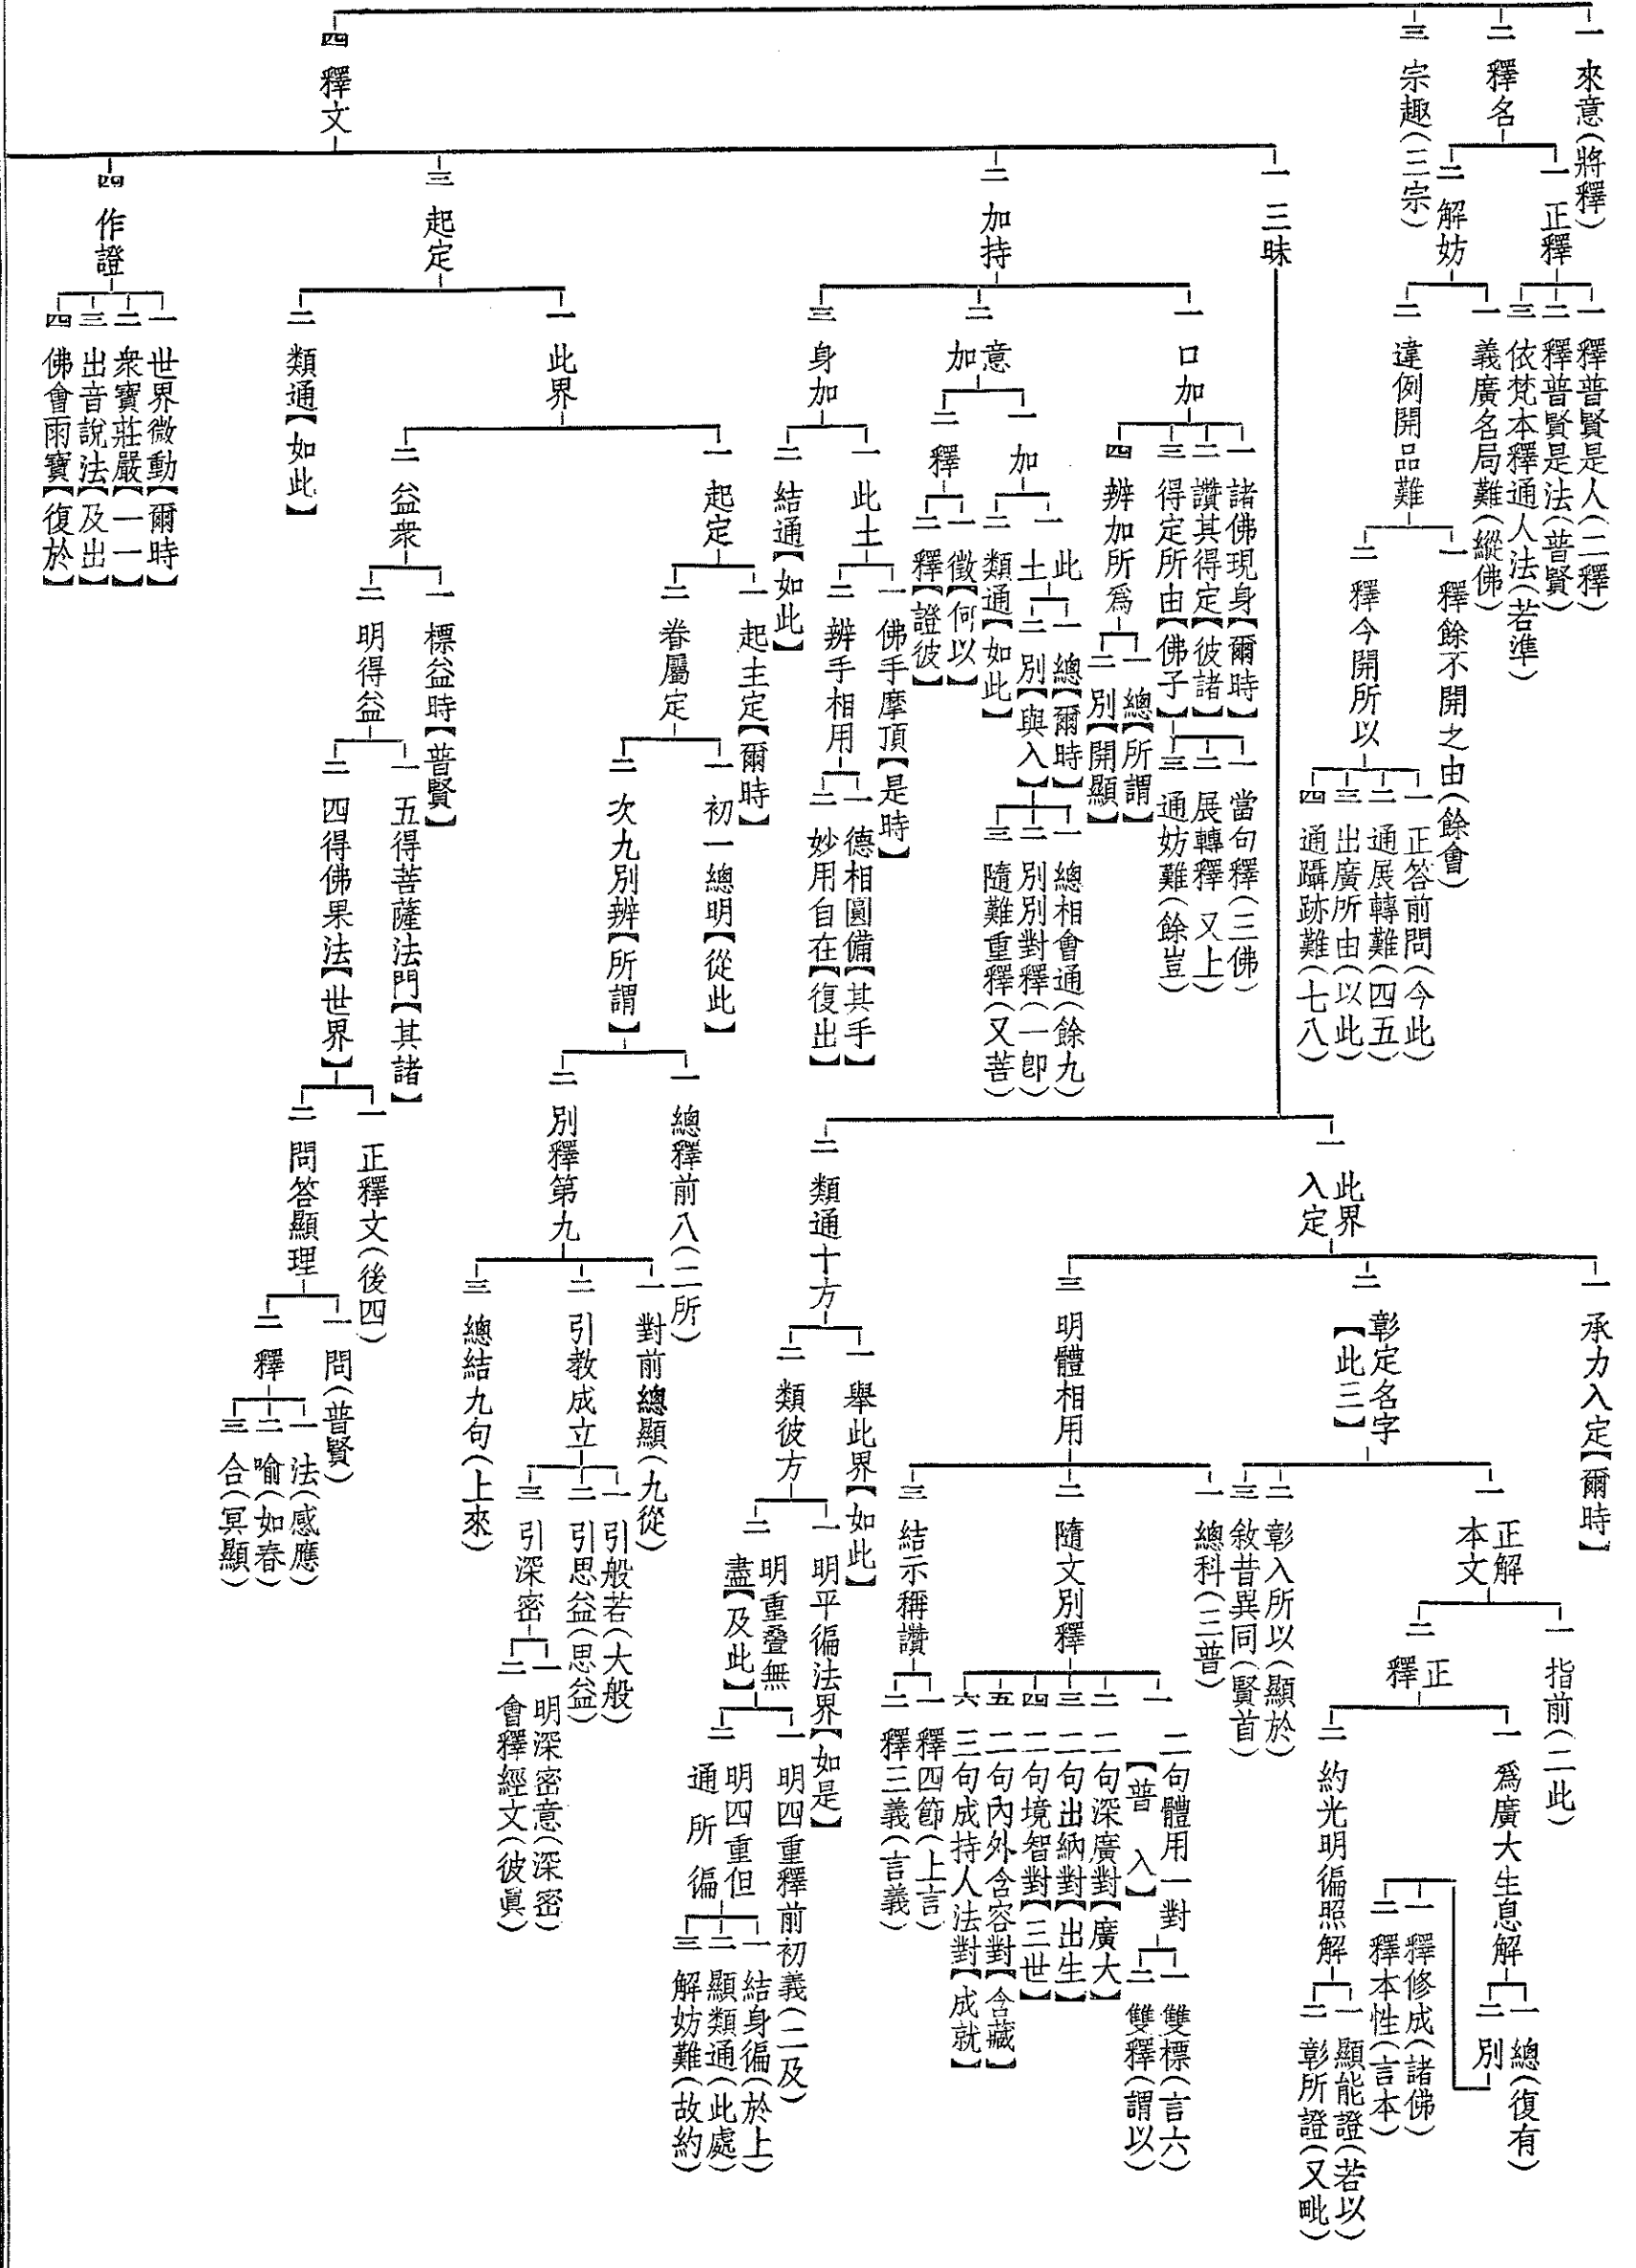 一 來意(將釋)
二 釋名
一 正釋
一 釋普賢是人(二釋)
二 釋普賢是法(普賢)
三 依梵本釋通人法(若準)
二 解妨
一 義廣名局難(縱佛)
二 違例開品難
一 釋餘不開之由(餘會)
二 釋今開所以
一 正答前問(今此)
二 通展轉難(四五)
三 出廣所由(以此)
四 通躡跡難(七八)
三 宗趣(三宗)
四 釋文
一 三昧
一 此界入定
一 承力入定【爾時】
二 彰定名字【此三】
一 正解本文
一 指前(二此)
二 正釋
一 爲廣大生息解
一 總(復有)
二 別
一 釋修成(諸佛)
二 釋本性(言本)
二 約光明徧照解
一 顯能證(若以)
二 彰所證(又毗)
二 彰入所以(顯於)
三 敘昔異同(賢首)
三 明體相用
一 總科(三普)
二 隨文別釋
一 二句體用一對【普入】
一 雙標(言六)
二 雙釋(謂以)
二 二句深廣對【廣大】
三 二句出納對【出生】
四 二句境智對【三世】
五 二句內外含容對【含藏】
六 三句成持人法對【成就】
三 結示稱讚
一 釋四節(上言)
二 釋三義(言義)
二 類通十方
一 舉此界【如此】
二 類彼方
一 明平徧法界【如是】
二 明重疊無盡【及此】
一 明四重釋前初義(二及)
二 明四重但通所徧
一 結身徧(於上)
二 顯類通(此處)
三 解妨難(故約)
二 加持
一 口加
一 諸佛現身【爾時】
二 讚其得定【彼諸】
三 得定所由【佛子】
一 當句釋(三佛)
二 展轉釋(又上)
三 通妨難(餘豈)
四 辨加所爲
一 總【所謂】
二 別【開顯】
二 意加
一 加
一 此土
一 總【爾時】
二 別【與入】
一 總相會通(餘九)
二 別別對釋(一卽)
三 隨難重釋(又菩)
二 類通【如此】
二 釋
一 徵【何以】
二 釋【證彼】
三 身加
一 此土
一 佛手摩頂【是時】
二 辨手相用
一 德相圓備【其手】
二 妙用自在【復出】
二 結通【如此】
三 起定
一 此界
一 起定
一 起主定【爾時】
二 眷屬定
一 初一總明【從此】
二 次九別辨【所謂】
一 總釋前八(二所)
二 別釋第九
一 對前總顯(九從)
二 引教成立
一 引般若(大般)
二 引思益(思益)
三 引深密
一 明深密意(深密)
二 會釋經文(彼眞)
三 總結九句(上來)
二 益衆
一 標益時【普賢】
二 明得益
一 五得菩薩法門【其諸】
二 四得佛果法【世界】
一 正釋文(後四)
二 問答顯理
一 問(普賢)
二 釋
一 法(感應)
二 喻(如春)
三 合(冥顯)
二 類通【如此】
四 作證
一 世界微動【爾時】
二 衆寶莊嚴【一一】
三 出音說法【及出】
四 佛會雨寶【復於】